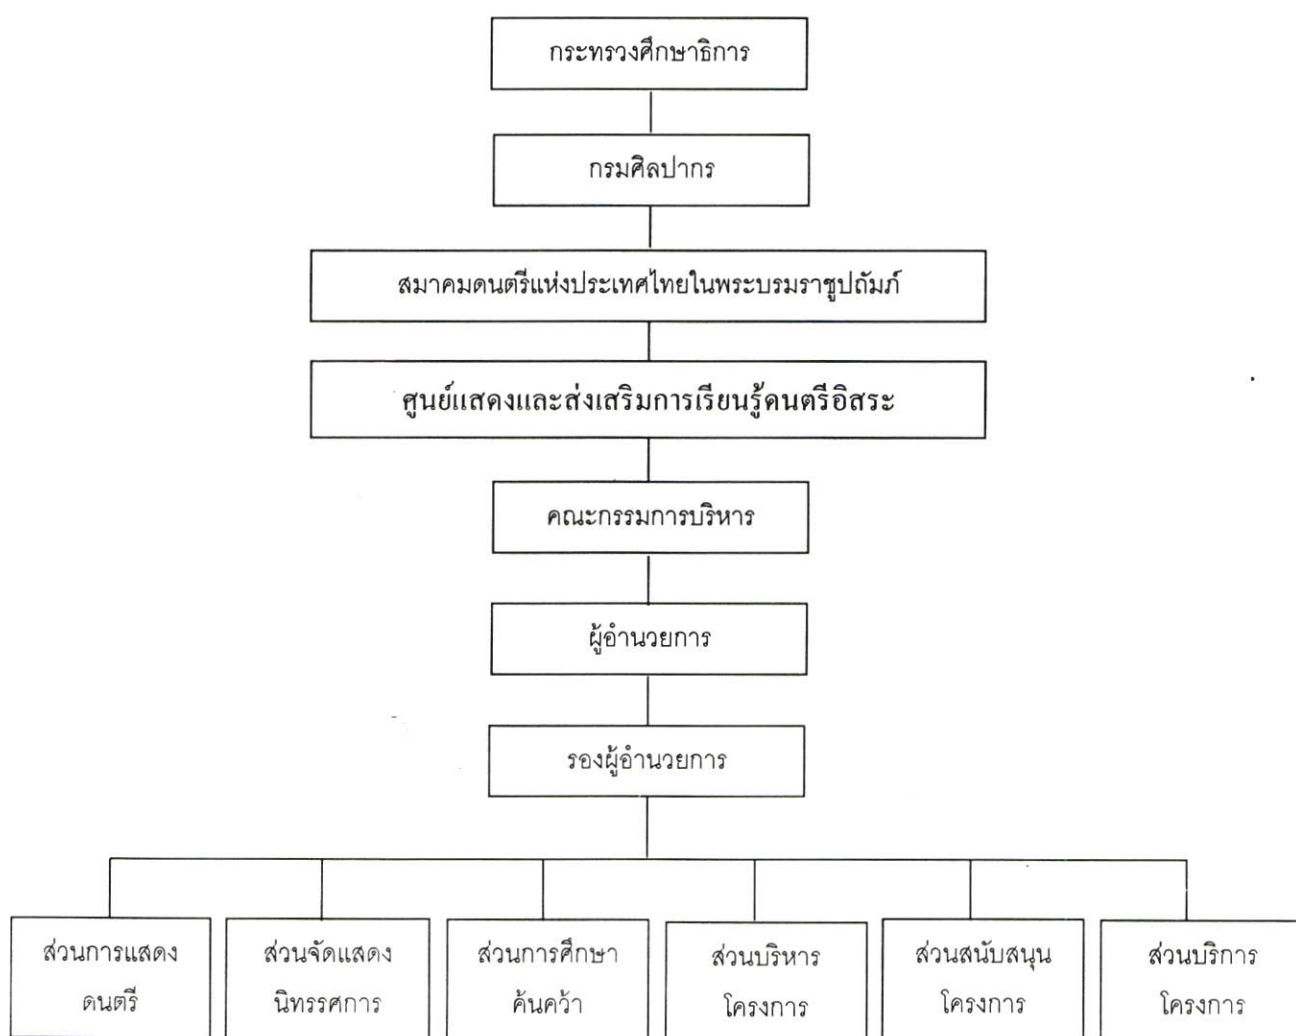 กระทรวงศึกษาธิการ
กรมศิลปากร
สมาคมดนตรีแห่งประเทศไทยในพระบรมราชูปถัมภ์
ศูนย์แสดงและส่งเสริมการเรียนรู้ดนตรีอิสระ
คณะกรรมการบริหาร
ผู้อำนวยการ
รองผู้อำนวยการ
ส่วนการแสดง
ดนตรี
ส่วนจัดแสดง
นิทรรศการ
ส่วนการศึกษา
ค้นคว้า
ส่วนบริหาร
โครงการ
ส่วนสนับสนุน
โครงการ
ส่วนบริการ
โครงการ